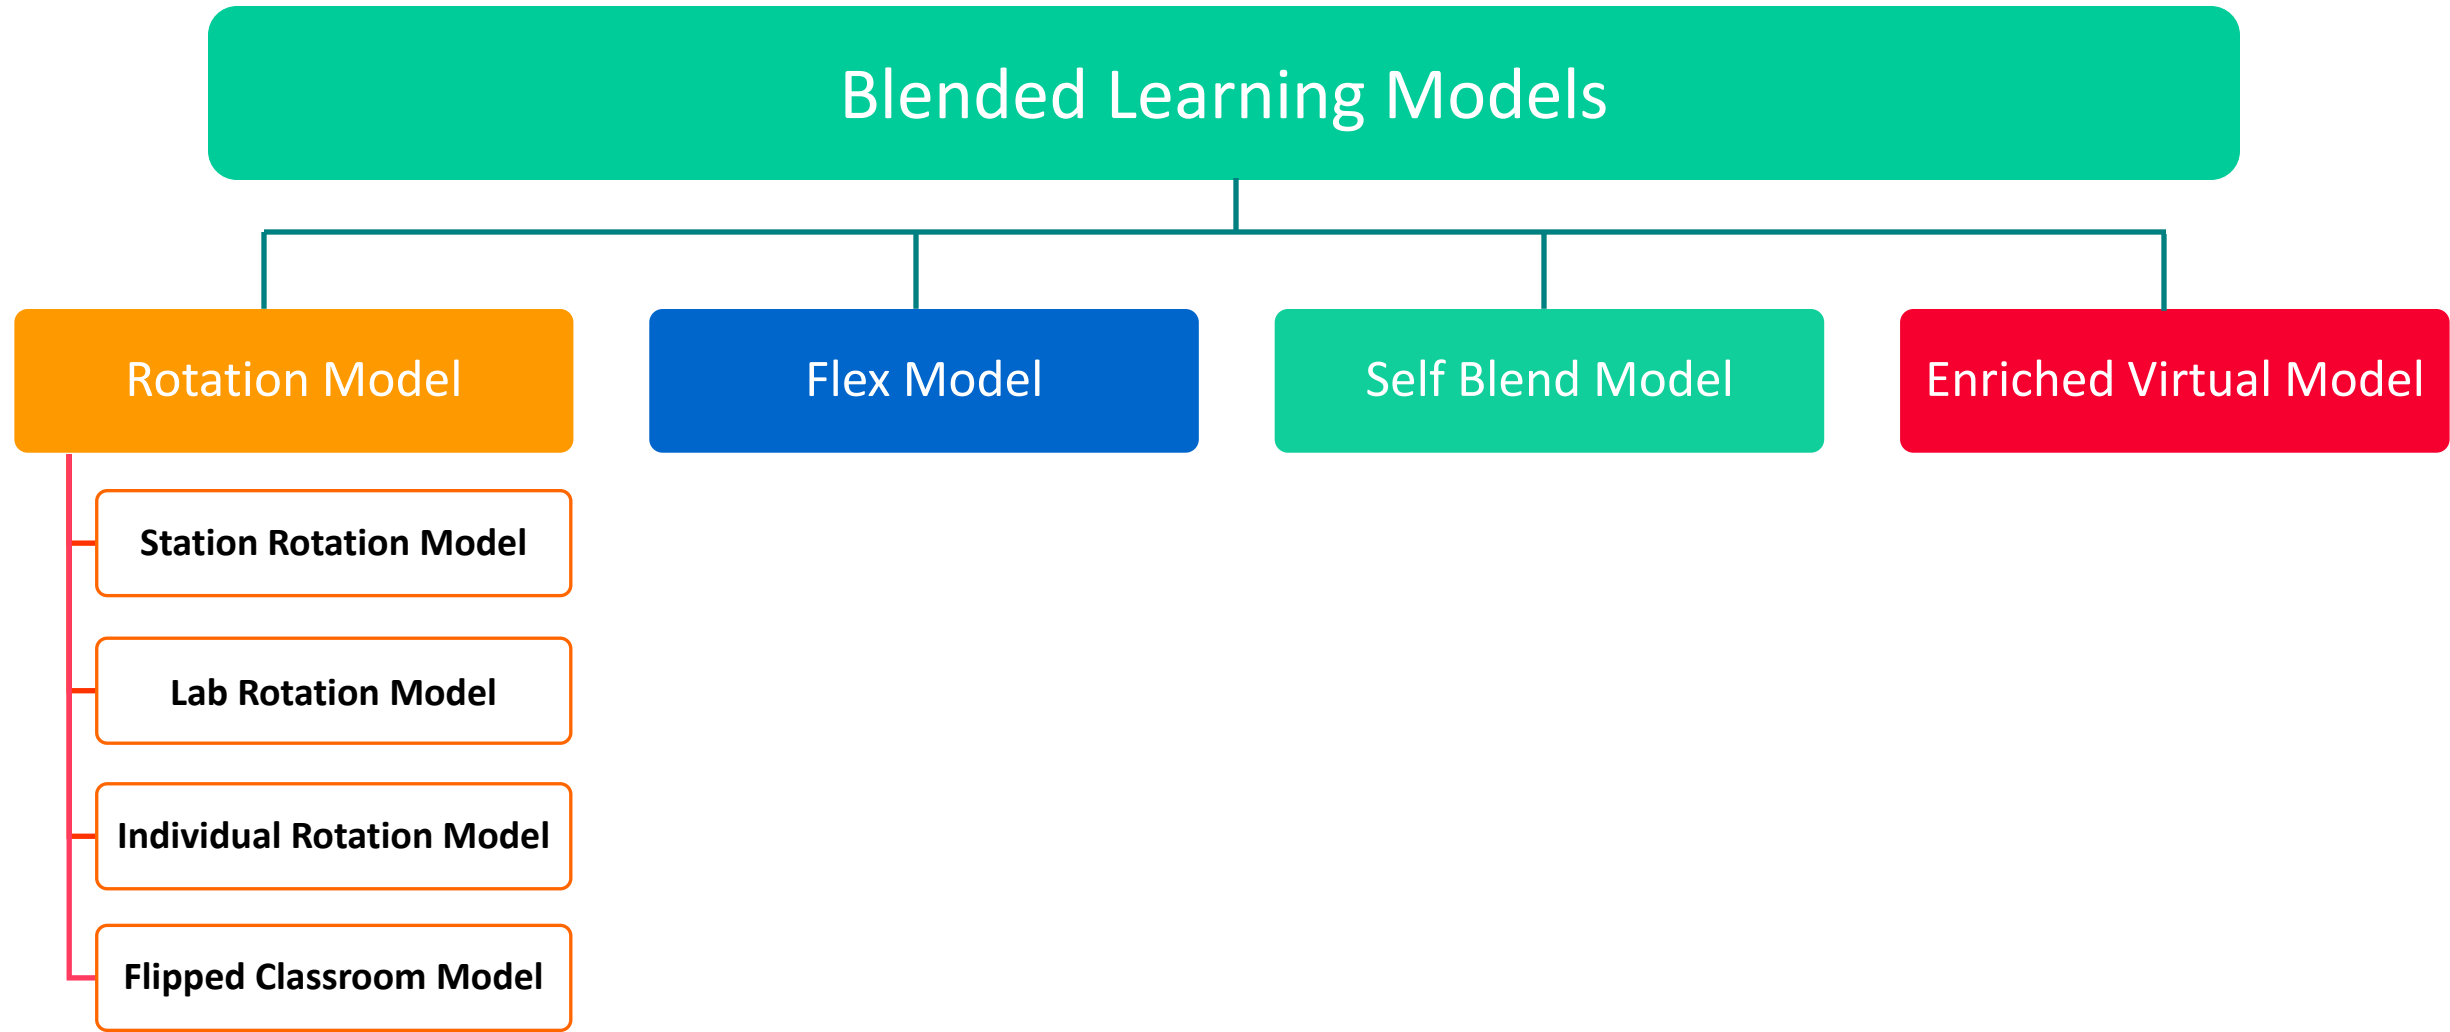 Blended Learning Models
Rotation Model
Flex Model
Self Blend Model
Enriched Virtual Model
Station Rotation Model
Lab Rotation Model
Individual Rotation Model
Flipped Classroom Model